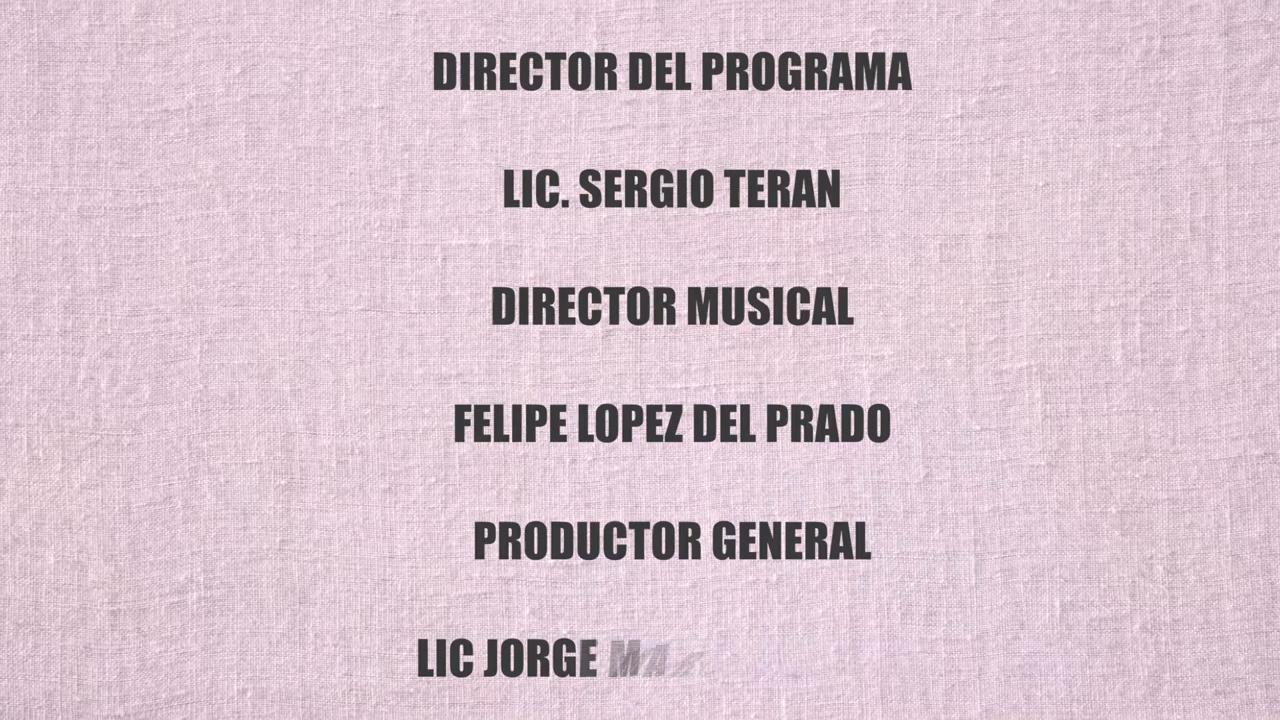 DIRECTOR DEL PROGRAMA
LIC. SERGIO TERAN
DIRECTOR MUSICAL
FELIPE LOPEZ DEL PRADO
PRODUCTOR GENERAL
LIC JORGE